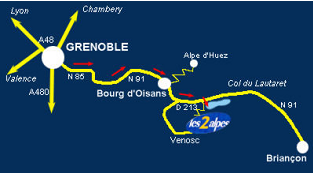 Lyon
Chambery
A48
GRENOBLE
Alpe d'Huez
Valence
N 85
N 91
Col du Lautaret
A480
Bourg d'Oisans
N 91
D 213
les 2 alpes
Venosc
Briançon